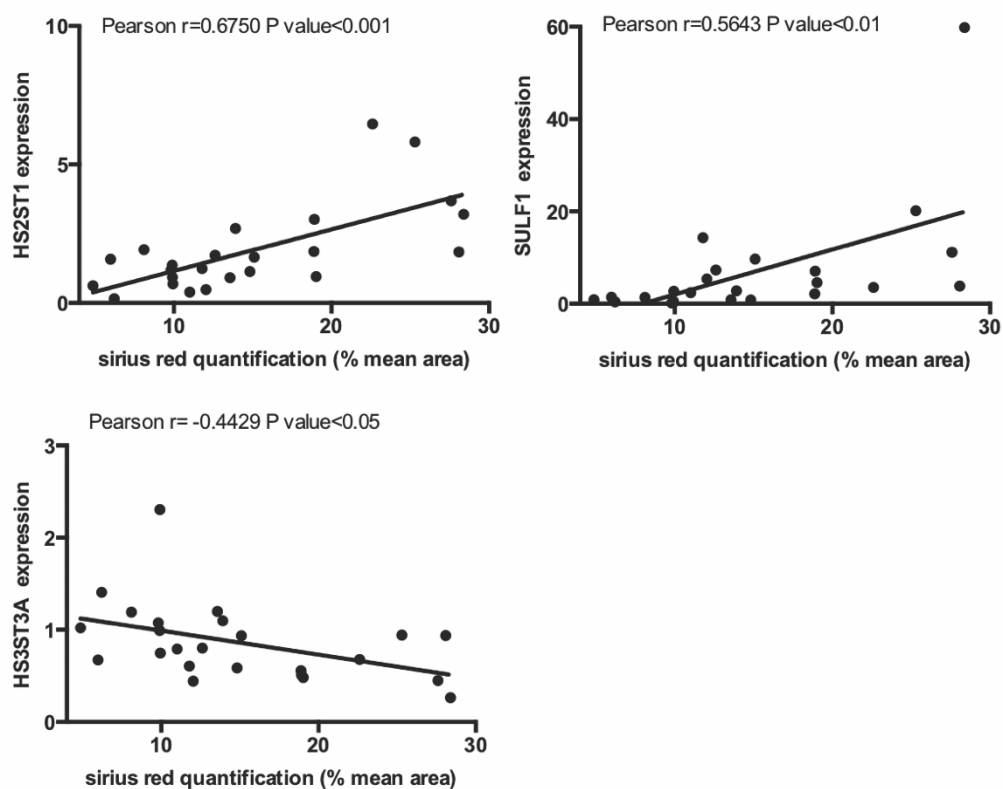 Pearson r=0.6750 P value<0.001
10
5
0
HS2ST1 expression
10 20 30
sirius red quantification (% mean area)
Pearson r=0.5643 P value<0.01
60
40
20
0
SULF1 expression
10 20 30
sirius red quantification (% mean area)
Pearson r= -0.4429 P value<0.05
3
2
1
0
HS3ST3A expression
10 20 30
sirius red quantification (% mean area)